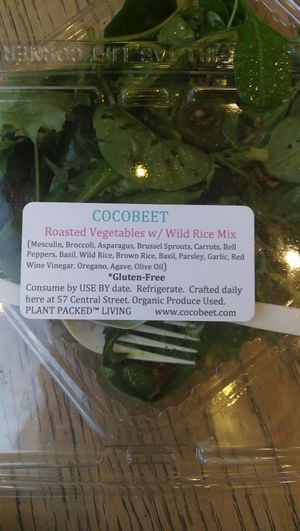 COCOBEET
Roasted Vegetables w/ Wild Rice Mix
(Mesculin, Broccoli, Asparagus, Brussel Sprouts, Carrots, Bell
Peppers, Basil, Wild Rice, Brown Rice, Basil, Parsley, Garlic, Red
Wine Vinegar, Oregano, Agave, Olive Oil)
*Gluten-Free
Consume by USE BY date. Refrigerate. Crafted daily
here at 57 Central Street. Organic Produce Used.
PLANT PACKED™ LIVING www.cocobeet.com